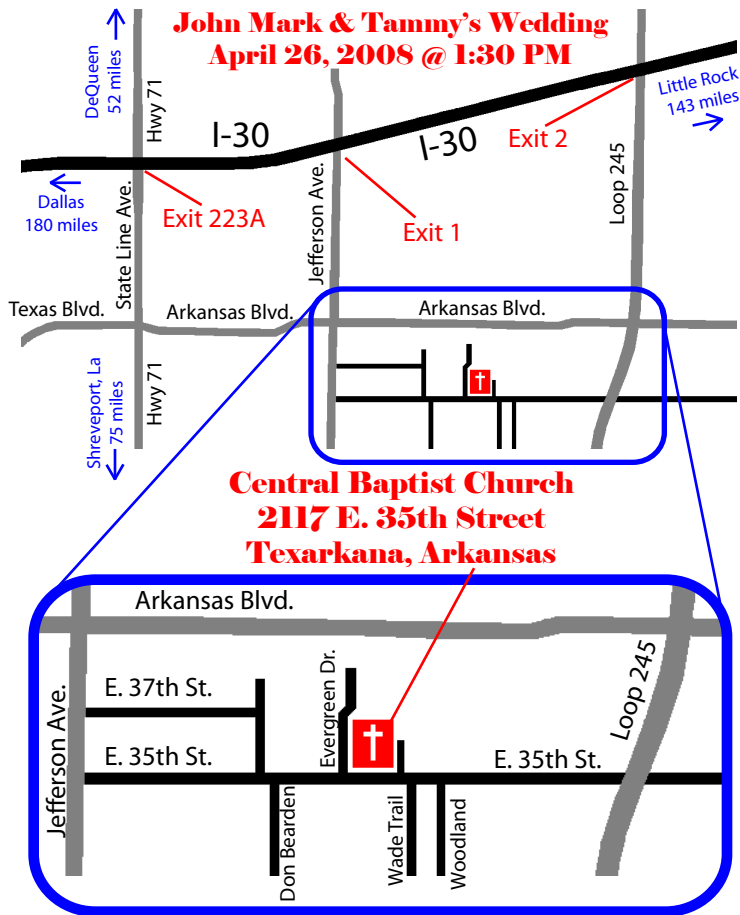 John Mark & Tammy's Wedding
April 26, 2008 @ 1:30 PM
DeQueen
52 miles
Hwy 71
I-30
I-30
Little Rock
143 miles
Exit 2
Dallas
180 miles
Exit 223A
Exit 1
State Line Ave.
Jefferson Ave.
Loop 245
Texas Blvd.
Arkansas Blvd.
Arkansas Blvd.
Shreveport, La
75 miles
Hwy 71
Central Baptist Church
2117 E. 35th Street
Texarkana, Arkansas
Arkansas Blvd.
Jefferson Ave.
E. 37th St.
Evergreen Dr.
Loop 245
E. 35th St.
E. 35th St.
Don Bearden
Wade Trail
Woodland